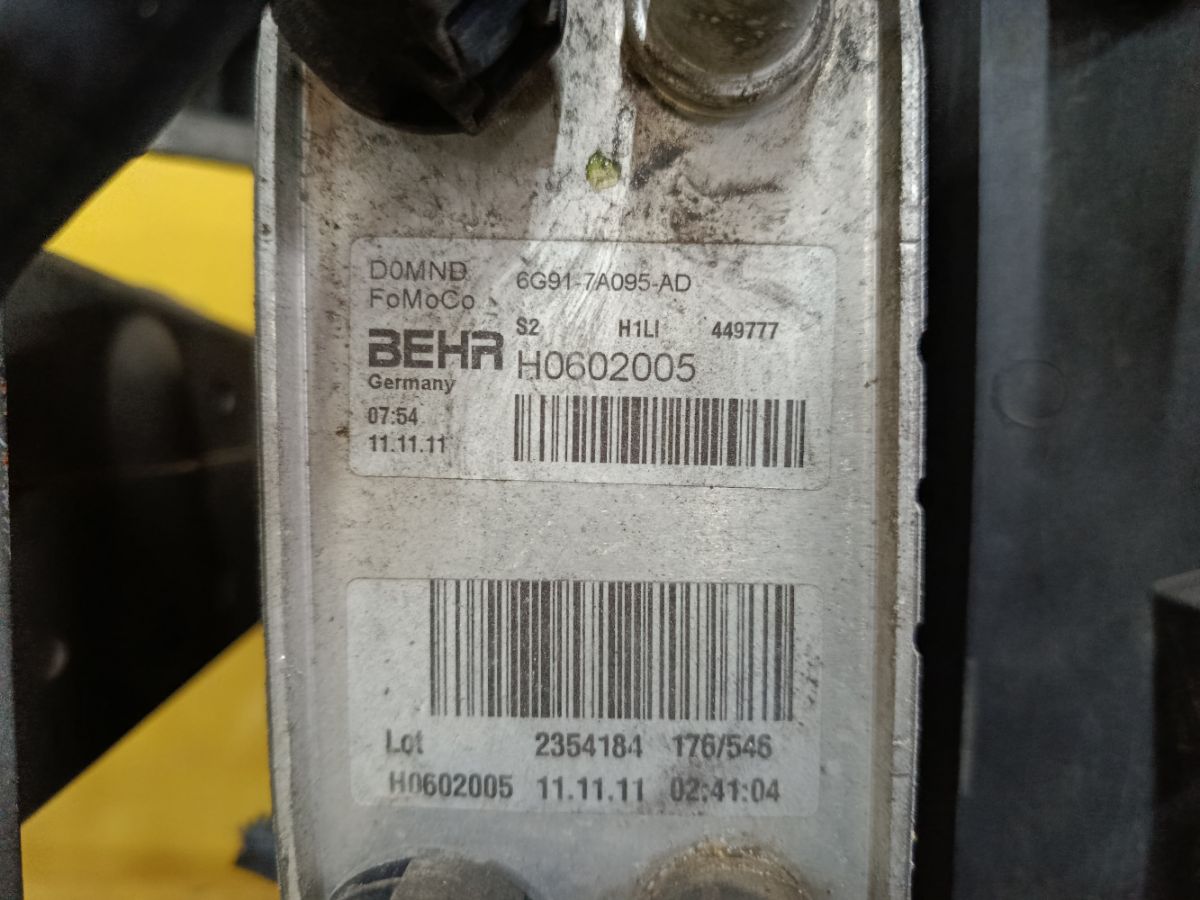 D0MND 6G91-7A095-AD
FoMoCo
S2 H1LI 449777
BEHR H0602005
Germany
07:54
11.11.11
Lot 2354184 176/546
H0602005 11.11.11 02:41:04